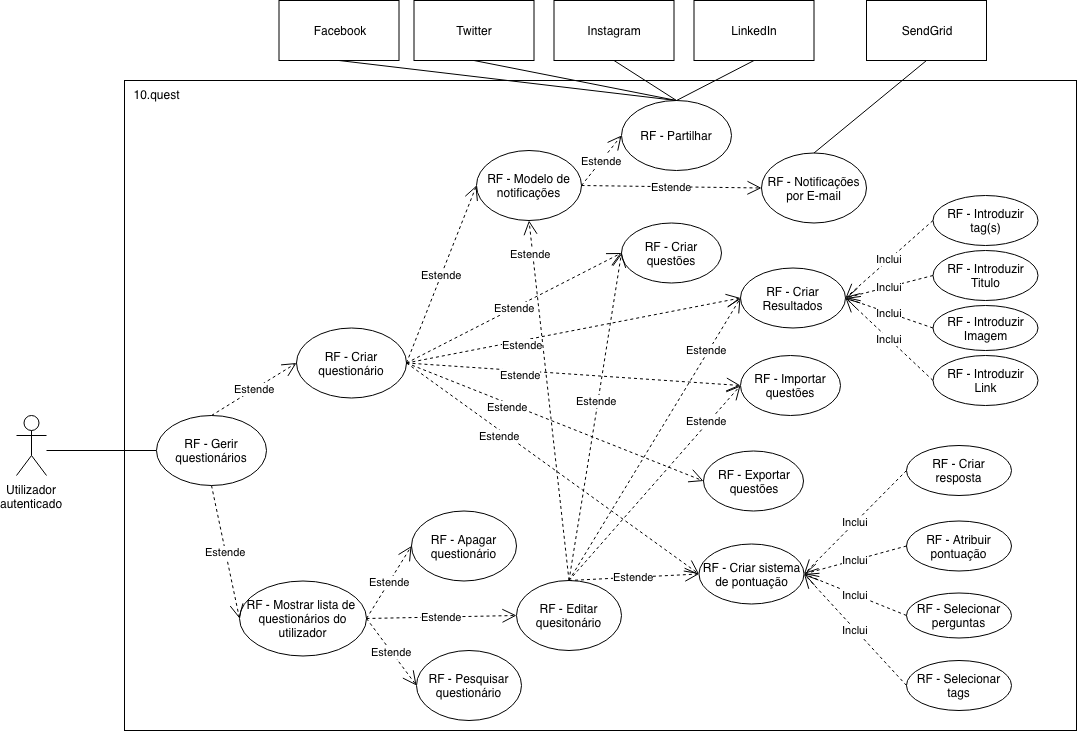 Facebook
Twitter
Instagram
LinkedIn
SendGrid
10.quest
RF - Partilhar
Estende
RF - Modelo de
notificações
Estende
RF - Notificações
por E-mail
RF - Introduzir
tag(s)
Estende
RF - Criar
questões
Inclui
Estende
RF - Introduzir
Titulo
Inclui
RF - Criar
Resultados
Estende
Inclui
RF - Introduzir
Imagem
Inclui
Estende
Estende
RF - Criar
questionário
Estende
RF - Importar
questões
RF - Introduzir
Link
Estende
Estende
Estende
Estende
RF - Gerir
questionários
Utilizador
autenticado
RF - Exportar
questões
RF - Criar
resposta
Inclui
RF - Apagar
questionário
RF - Atribuir
pontuação
Estende
Inclui
RF - Criar sistema
de pontuação
Estende
Estende
Inclui
RF - Mostrar lista de
questionários do
utilizador
Estende
RF - Editar
quesitonário
RF - Selecionar
perguntas
Inclui
Estende
RF - Pesquisar
questionário
RF - Selecionar
tags